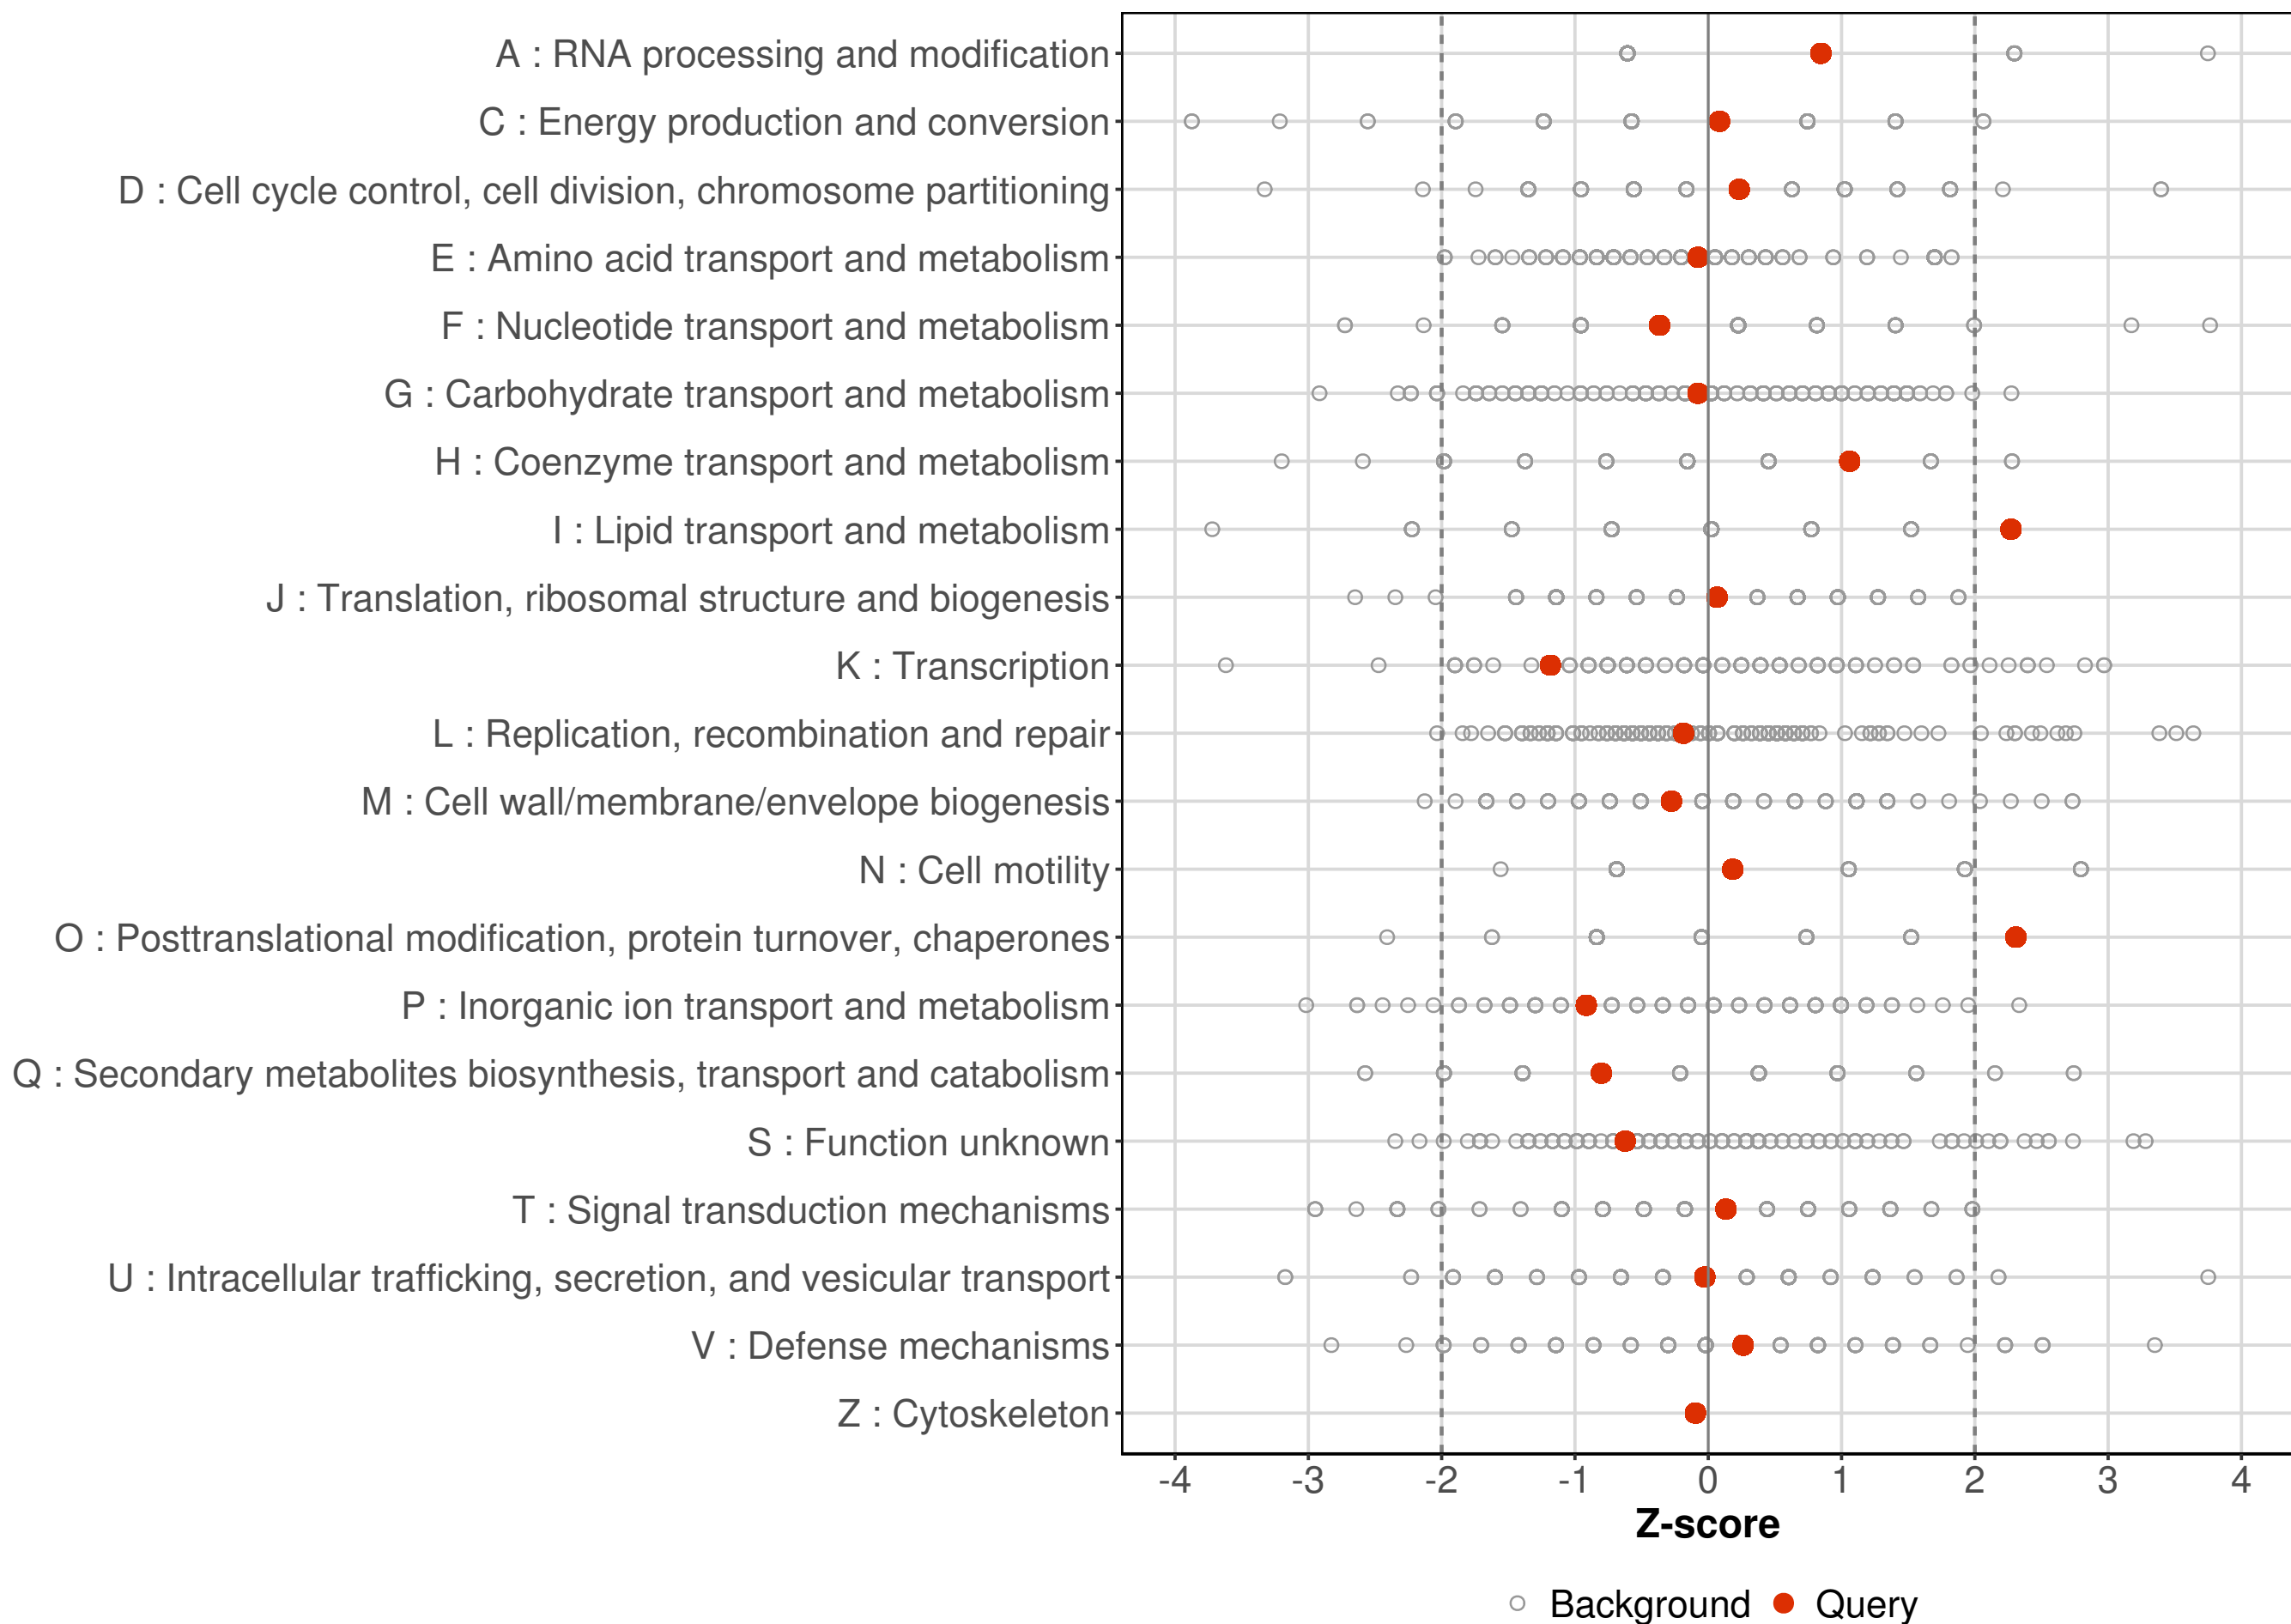 A : RNA processing and modification
C : Energy production and conversion
D : Cell cycle control, cell division, chromosome partitioning
E : Amino acid transport and metabolism
F : Nucleotide transport and metabolism
G : Carbohydrate transport and metabolism
H : Coenzyme transport and metabolism
I : Lipid transport and metabolism
J : Translation, ribosomal structure and biogenesis
K : Transcription
L : Replication, recombination and repair
M : Cell wall/membrane/envelope biogenesis
N : Cell motility
O : Posttranslational modification, protein turnover, chaperones
P : Inorganic ion transport and metabolism
Q : Secondary metabolites biosynthesis, transport and catabolism
S : Function unknown
T : Signal transduction mechanisms
U : Intracellular trafficking, secretion, and vesicular transport
V : Defense mechanisms
Z : Cytoskeleton
-4 -3 -2 -1 0 1 2 3 4
Z-score
Background Query